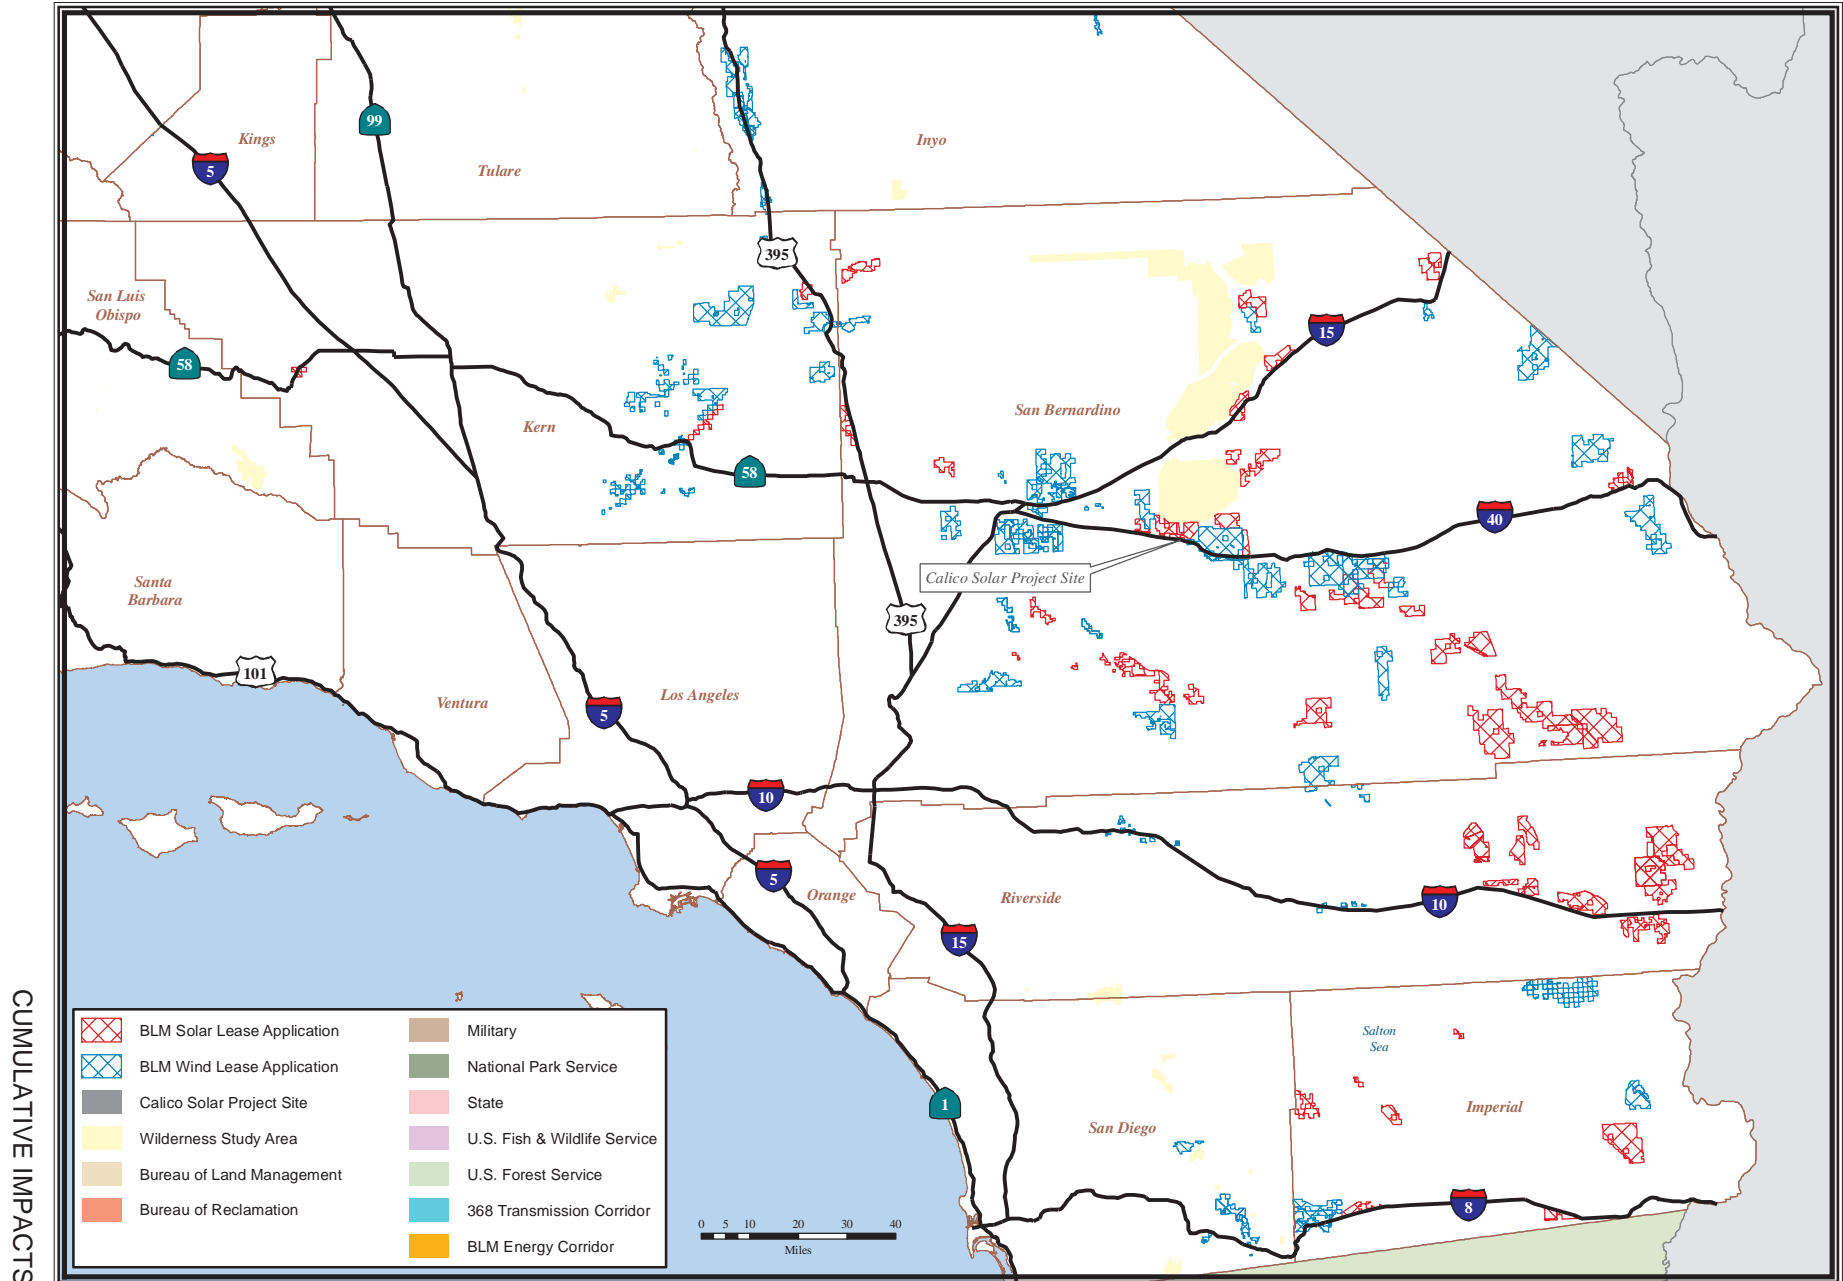 CUMULATIVE IMPACTS
Kings
99
5
Tulare
Inyo
395
San Luis
Obispo
58
15
Kern
San Bernardino
58
40
Calico Solar Project Site
Santa
Barbara
395
101
Ventura
Los Angeles
5
10
5
Orange
Riverside
10
15
Salton
Sea
1
San Diego
Imperial
8
BLM Solar Lease Application
BLM Wind Lease Application
Calico Solar Project Site
Wilderness Study Area
Bureau of Land Management
Bureau of Reclamation
Military
National Park Service
State
U.S. Fish & Wildlife Service
U.S. Forest Service
368 Transmission Corridor
BLM Energy Corridor
0 5 10 20 30 40
Miles